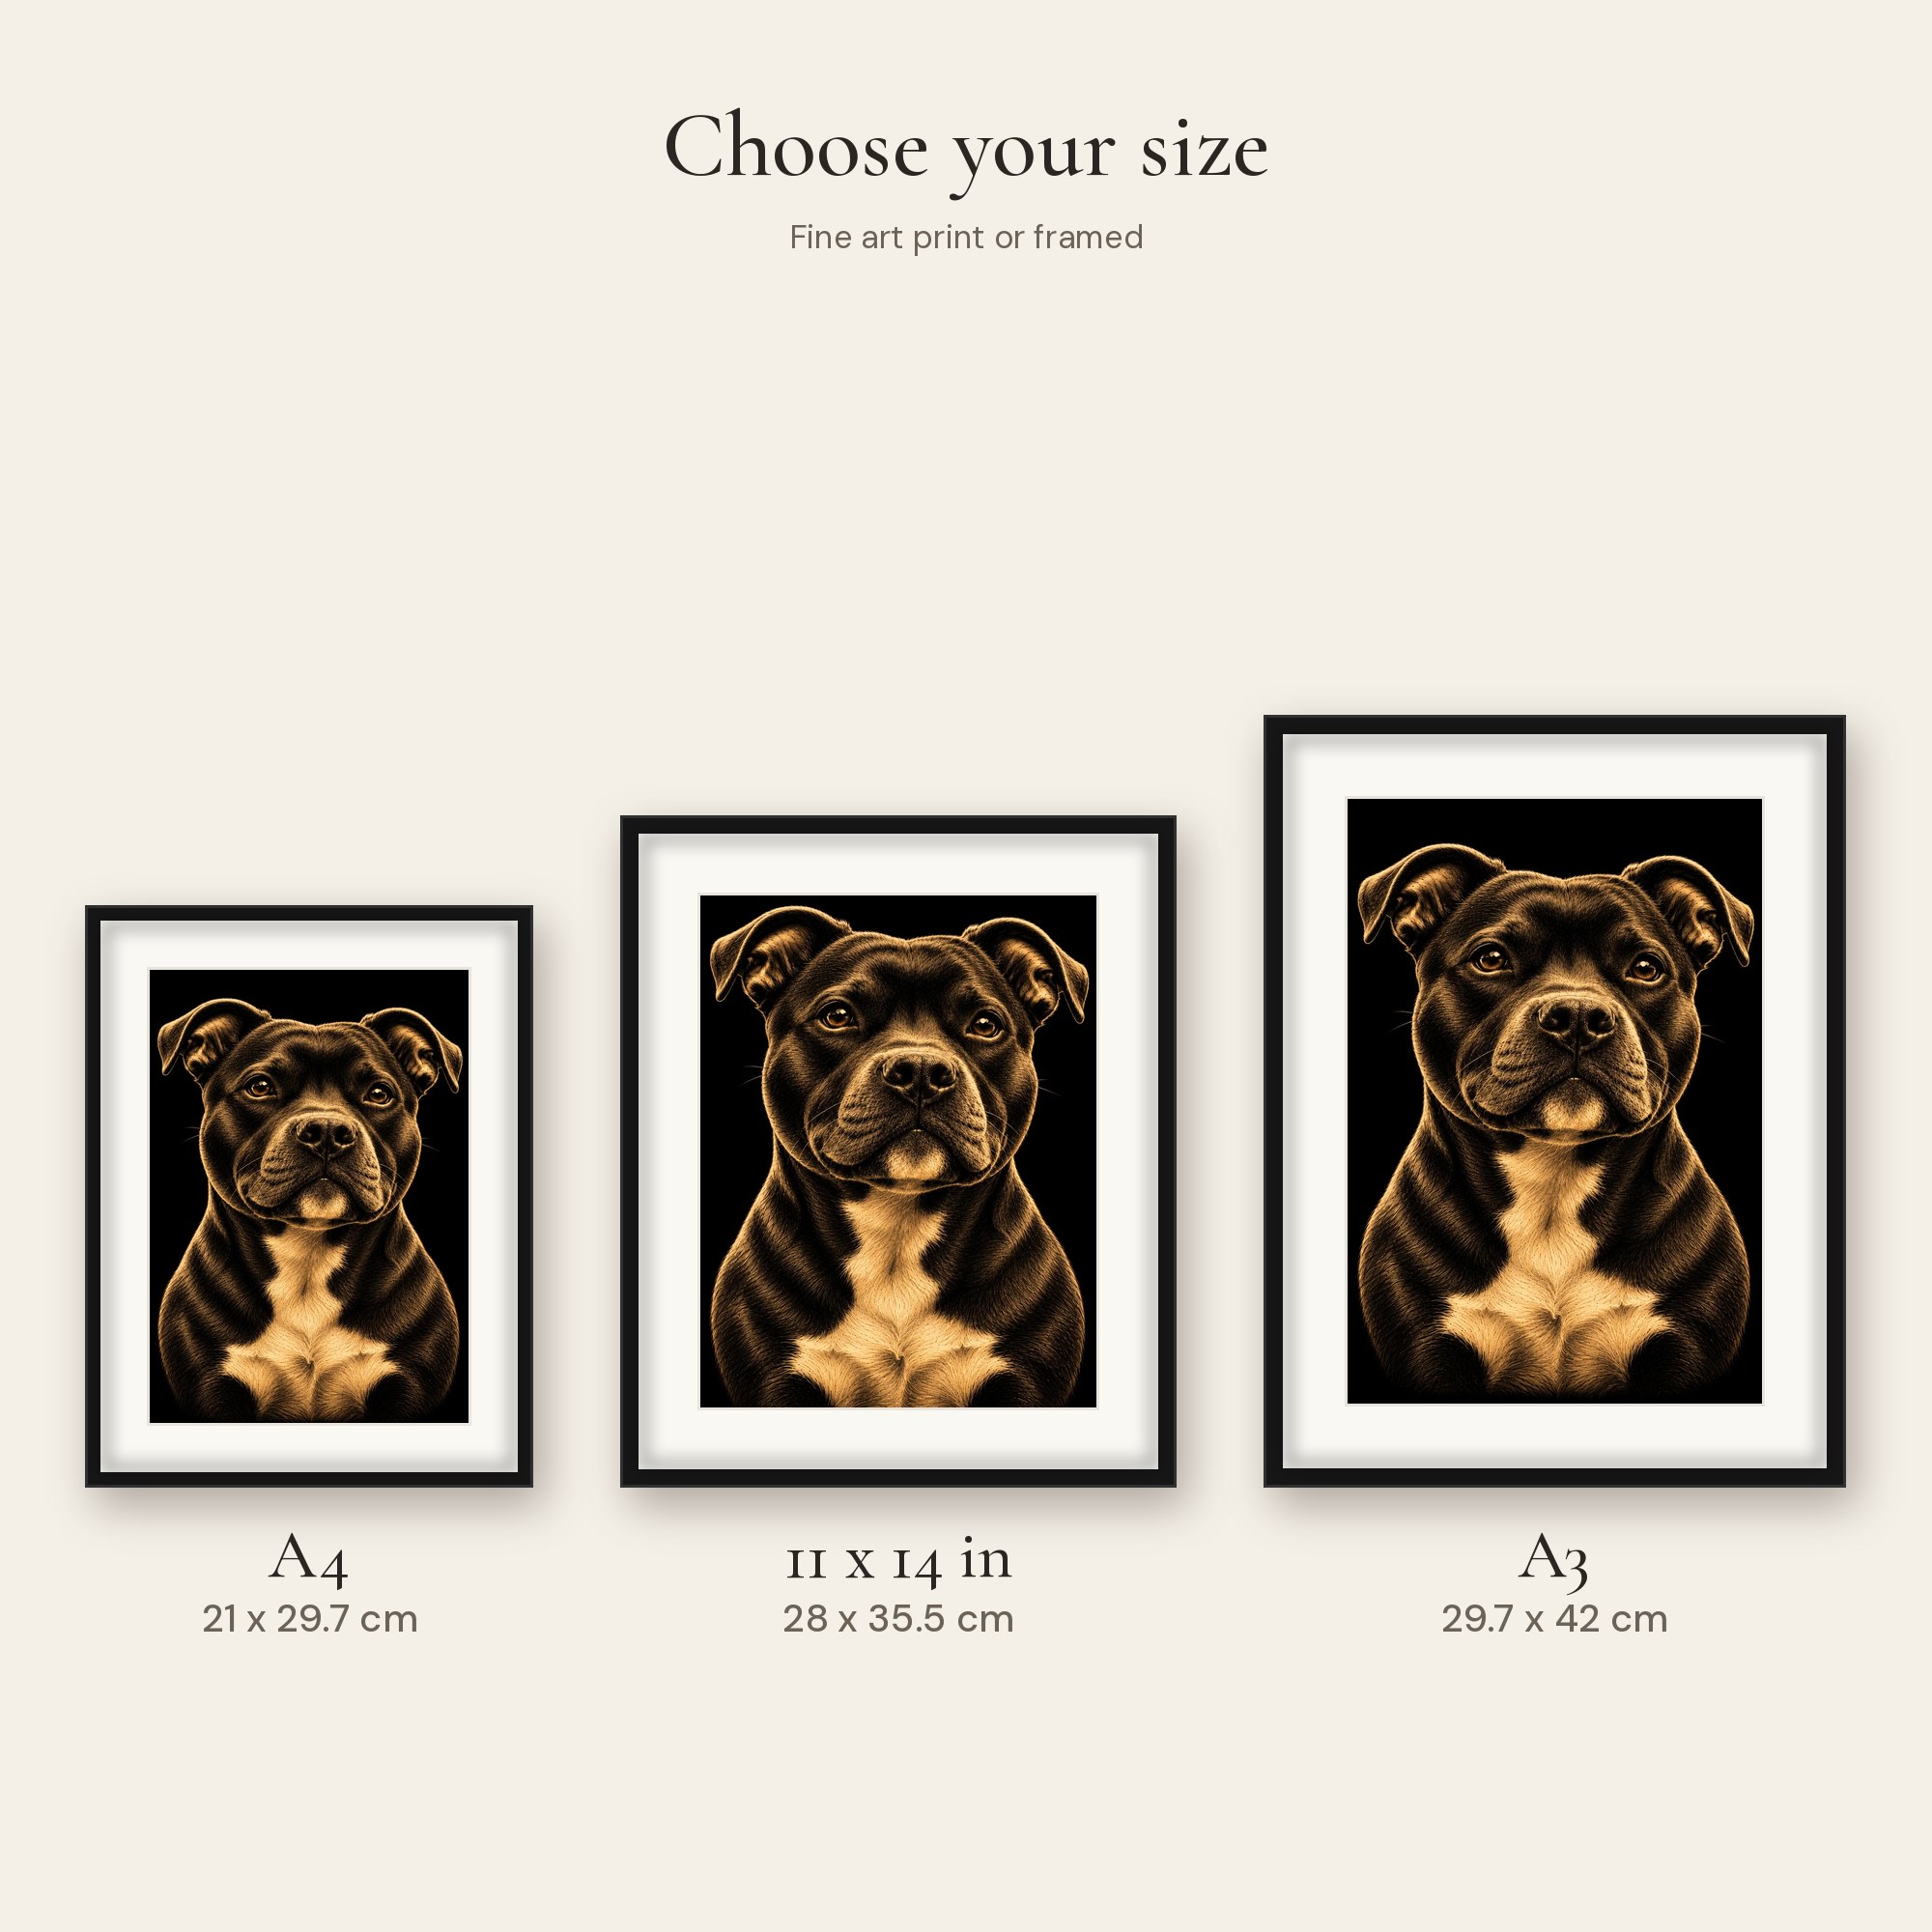 Choose your size
Fine art print or framed
A4
11 x 14 in
A3
21 x 29.7 cm
28 x 35.5 cm
29.7 x 42 cm